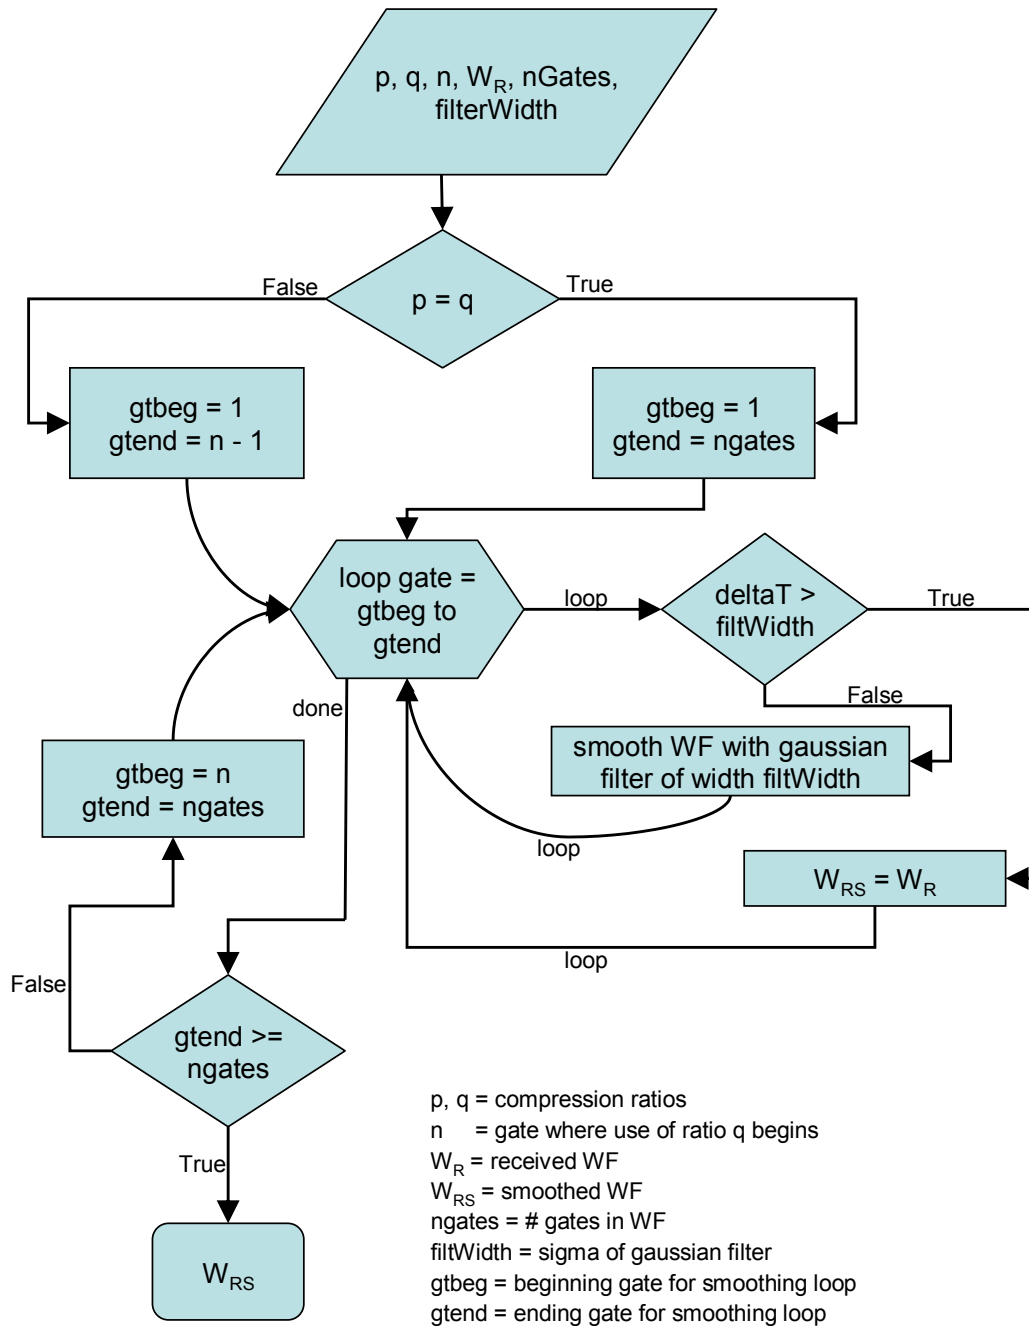 p, q, n, W_R, nGates,
filterWidth
False
True
p = q
gtbeg = 1
gtend = n - 1
gtbeg = 1
gtend = ngates
loop gate =
gtbeg to
gtend
loop
deltaT >
filtWidth
True
False
done
smooth WF with gaussian
filter of width filtWidth
loop
gtbeg = n
gtend = ngates
W_RS = W_R
loop
False
gtend >=
ngates
True
W_RS
p, q = compression ratios
n = gate where use of ratio q begins
W_R = received WF
W_RS = smoothed WF
ngates = # gates in WF
filtWidth = sigma of gaussian filter
gtbeg = beginning gate for smoothing loop
gtend = ending gate for smoothing loop